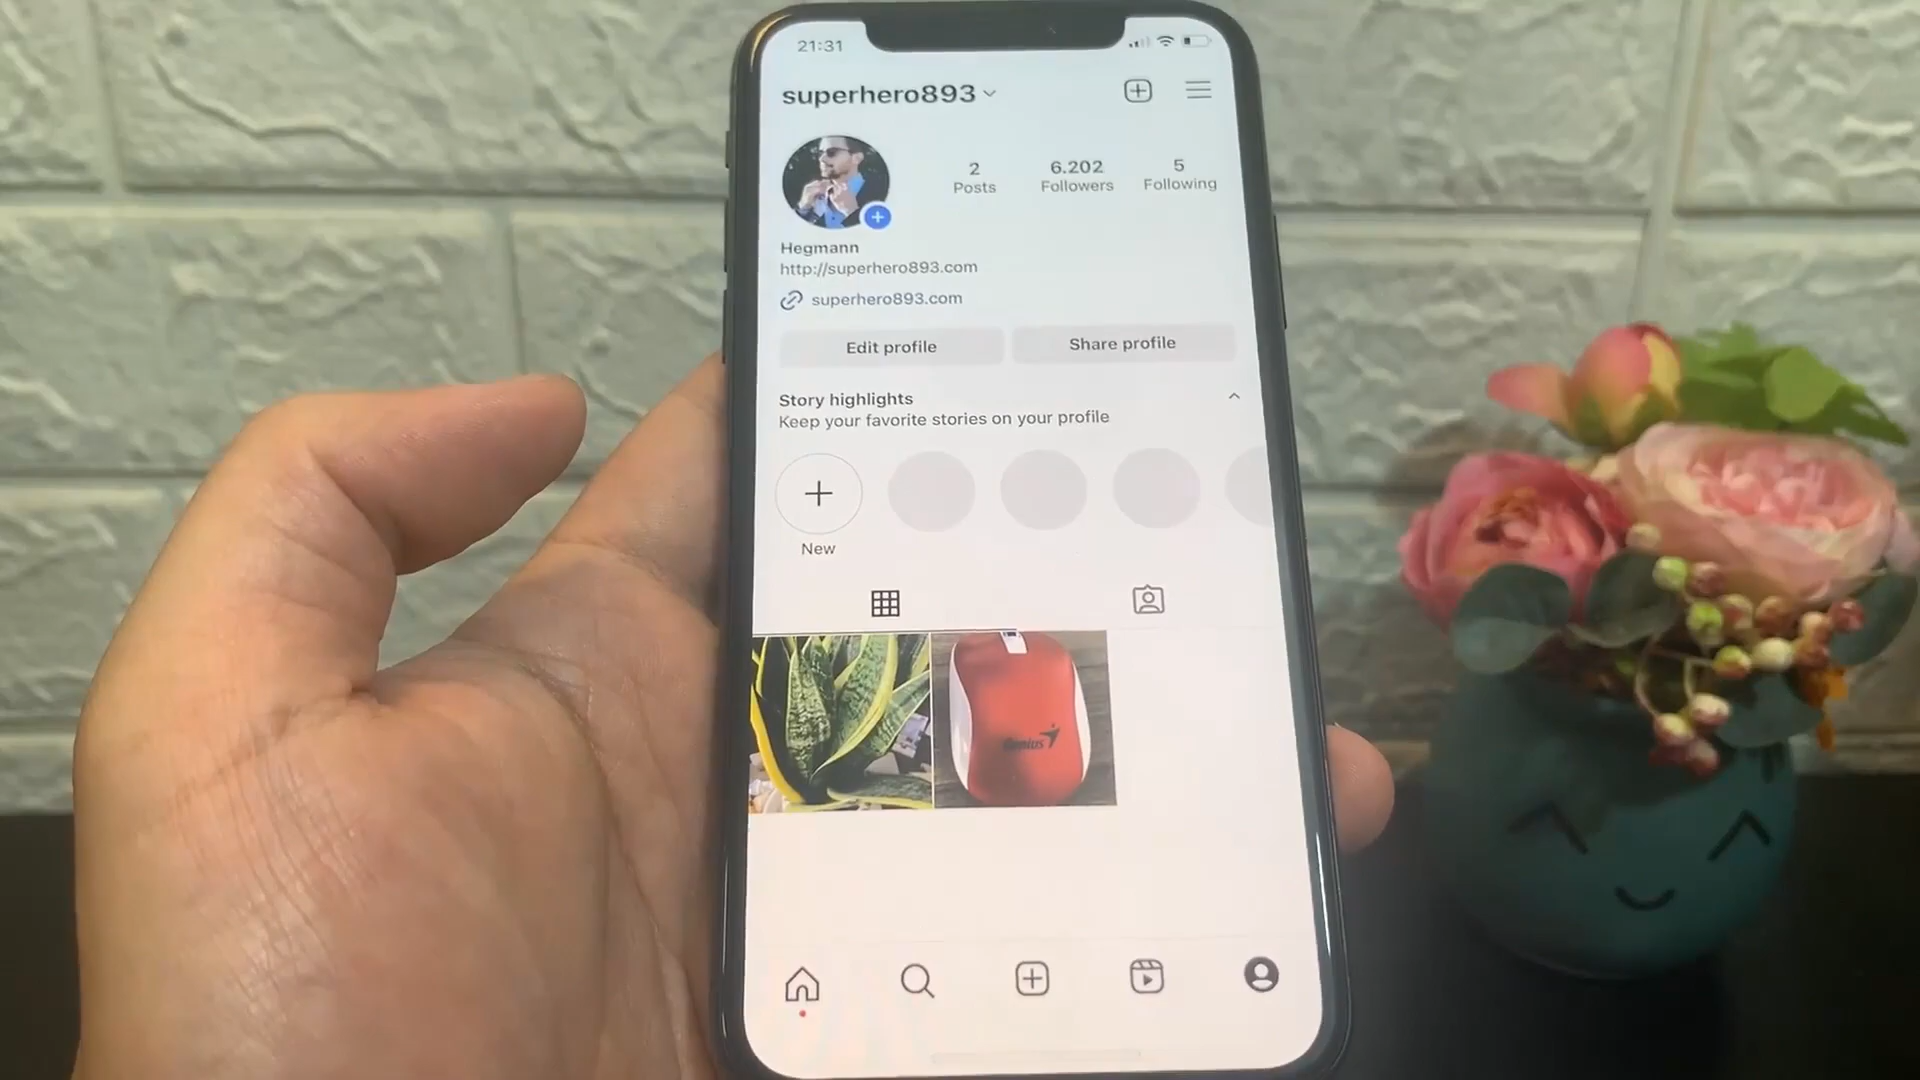 21:31
superhero893
2 6.202 5
Posts Followers Following
Hegmann
http://superhero893.com
superhero893.com
Edit profile Share profile
Story highlights
Keep your favorite stories on your profile
New
Genius